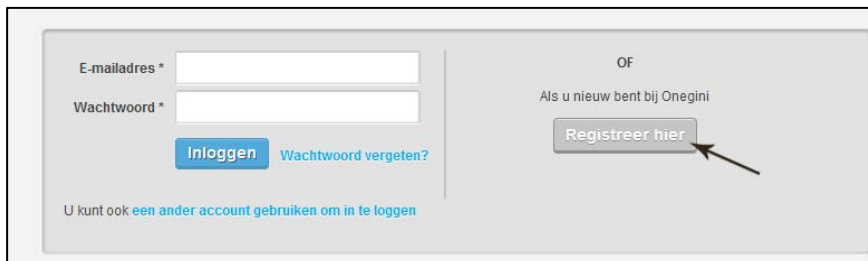 E-mailadres *
Wachtwoord *
Inloggen Wachtwoord vergeten?
U kunt ook een ander account gebruiken om in te loggen
OF
Als u nieuw bent bij Onegini
Registreer hier